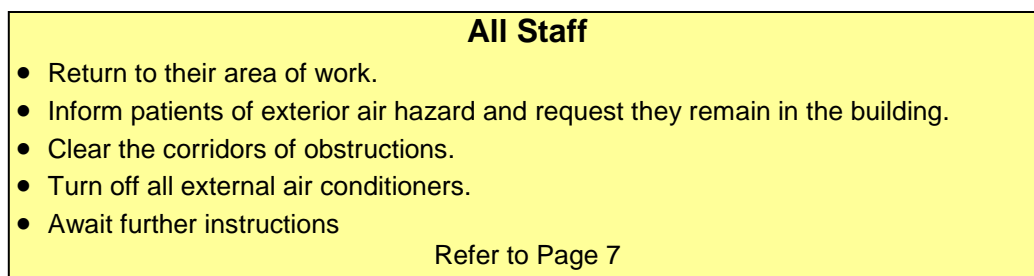 All Staff
• Return to their area of work.
• Inform patients of exterior air hazard and request they remain in the building.
• Clear the corridors of obstructions.
• Turn off all external air conditioners.
• Await further instructions
Refer to Page 7